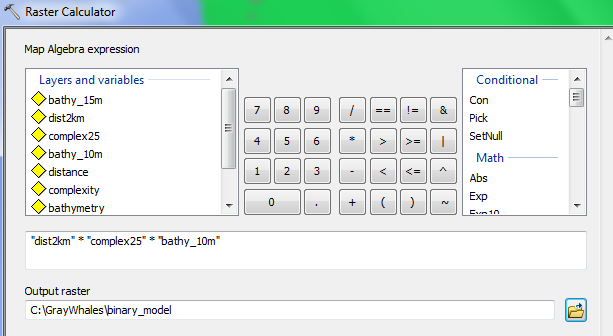 Raster Calculator
Map Algebra expression
Layers and variables
bathy_15m
dist2km
complex25
bathy_10m
distance
complexity
bathymetry
7 8 9 / == != &
4 5 6 * > >= |
1 2 3 - < <= ^
0 . + ( ) ~
Conditional
Con
Pick
SetNull
Math
Abs
Exp
Exp10
"dist2km" * "complex25" * "bathy_10m"
Output raster
C:\GrayWhales\binary_model